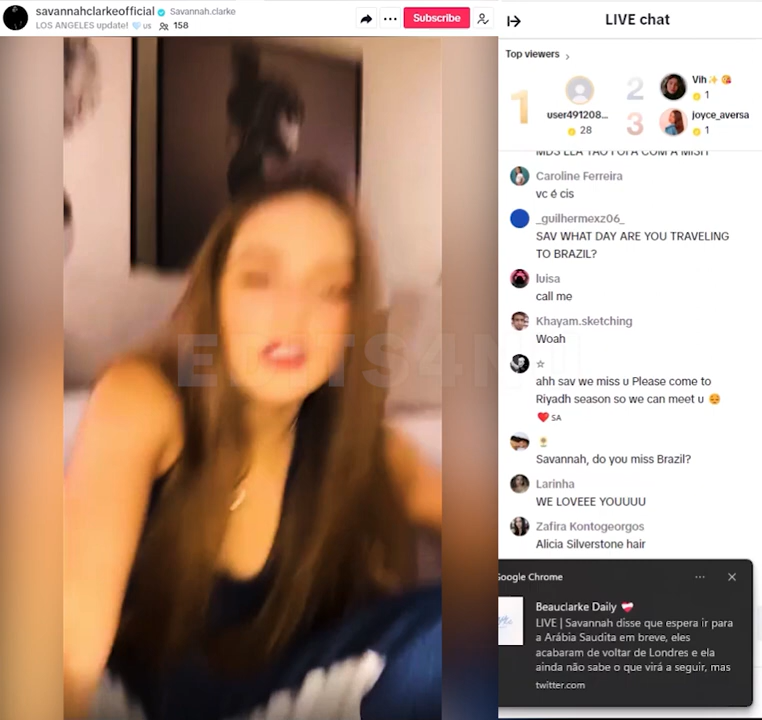 savannahclarkeofficial Savannah.clarke
LOS ANGELES update! 🩵 us 158
Subscribe
LIVE chat
Top viewers
1
user491208...
28
2
Vih✨😘
1
3
joyce_aversa
1
Caroline Ferreira
vc é cis
_guilhermexz06_
SAV WHAT DAY ARE YOU TRAVELING
TO BRAZIL?
luisa
call me
Khayam.sketching
Woah
☆
ahh sav we miss u Please come to
Riyadh season so we can meet u
❤️ SA
Savannah, do you miss Brazil?
Larinha
WE LOVEEE YOUUUU
Zafira Kontogeorgos
Alicia Silverstone hair
Google Chrome
Beauclarke Daily 💝
LIVE | Savannah disse que espera ir para
a Arábia Saudita em breve, eles
acabaram de voltar de Londres e ela
ainda não sabe o que virá a seguir, mas
twitter.com